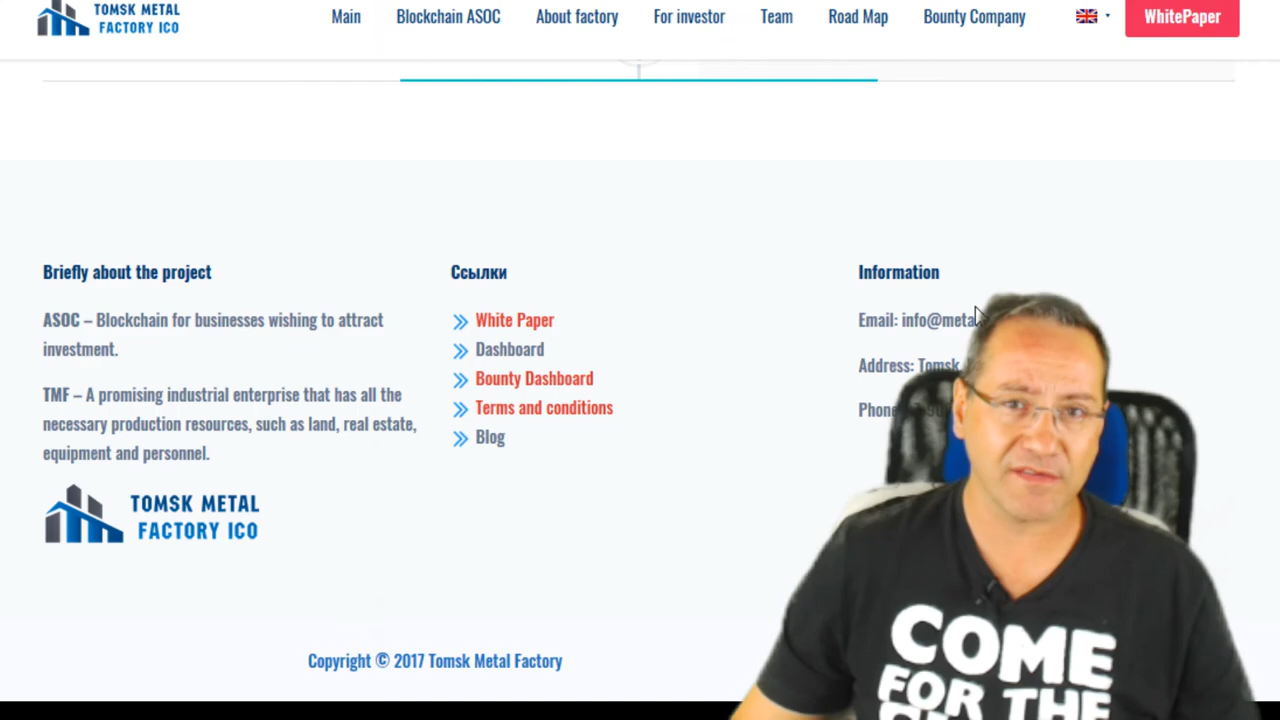 TOMSK METAL
FACTORY ICO
Main
Blockchain ASOC
About factory
For investor
Team
Road Map
Bounty Company
WhitePaper
Briefly about the project
ASOC – Blockchain for businesses wishing to attract
investment.
TMF – A promising industrial enterprise that has all the
necessary production resources, such as land, real estate,
equipment and personnel.
TOMSK METAL
FACTORY ICO
Ссылки
White Paper
Dashboard
Bounty Dashboard
Terms and conditions
Blog
Information
Email: info@meta
Address: Tomsk
Copyright © 2017 Tomsk Metal Factory
COME
FOR THE